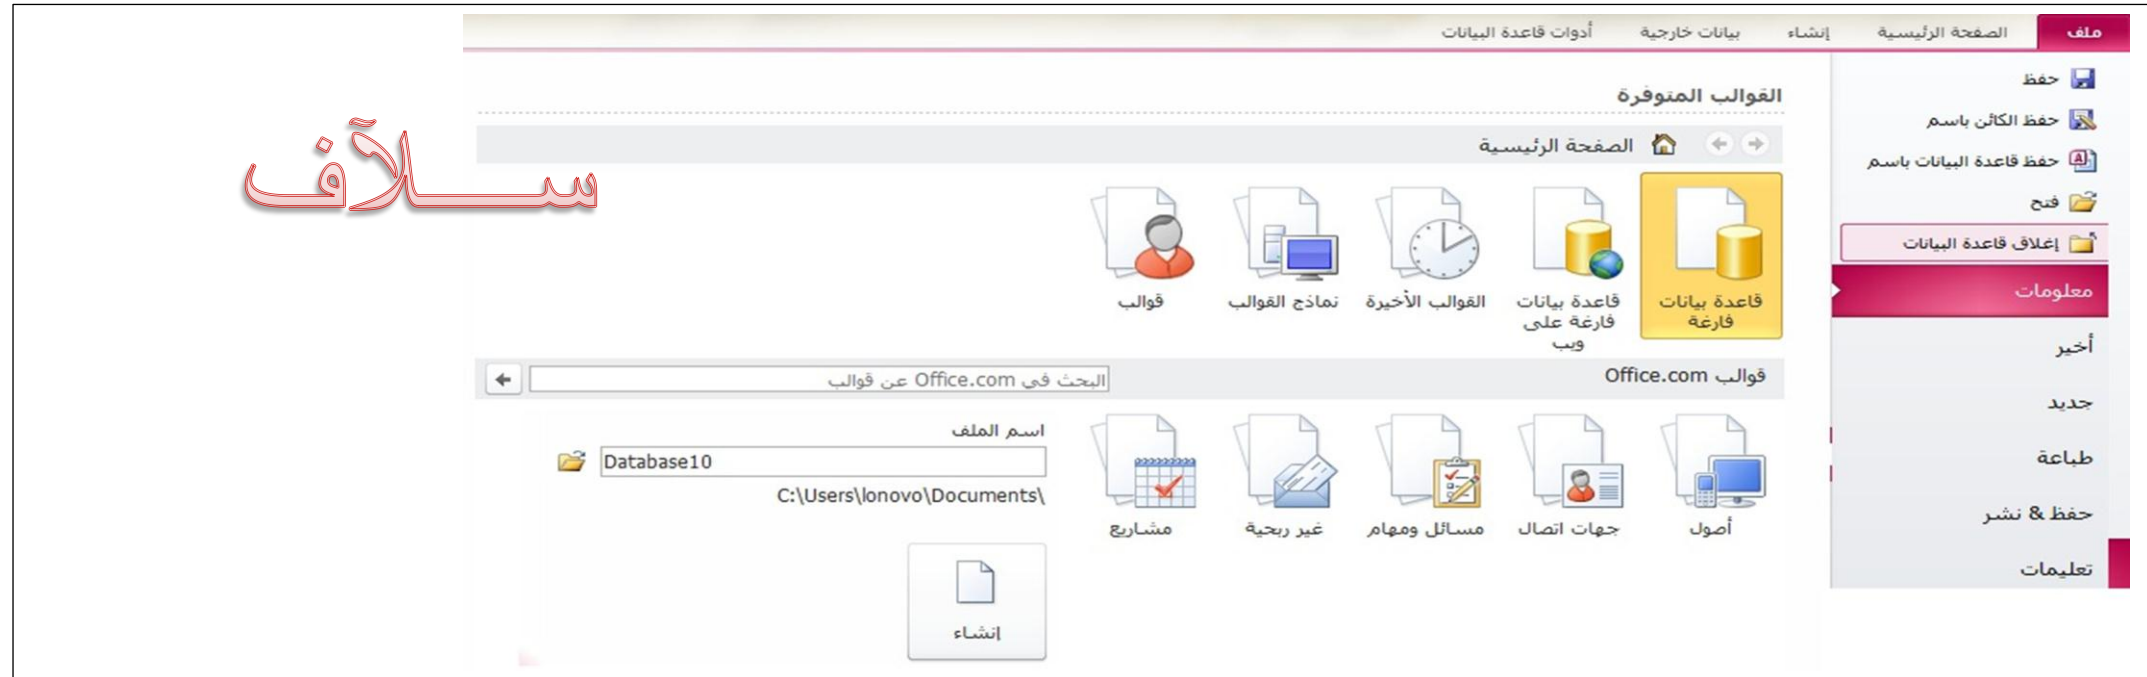 ملف
الصفحة الرئيسية
إنشاء
بيانات خارجية
أدوات قاعدة البيانات
حفظ
حفظ الكائن باسم
حفظ قاعدة البيانات باسم
فتح
إغلاق قاعدة البيانات
معلومات
أخير
جديد
طباعة
حفظ & نشر
تعليمات
القوالب المتوفرة
الصفحة الرئيسية
قاعدة بيانات
فارغة
قاعدة بيانات
فارغة على
ويب
القوالب الأخيرة
نماذج القوالب
قوالب
قوالب Office.com
البحث في Office.com عن قوالب
أصول
جهات اتصال
مسائل ومهام
غير ربحية
مشاريع
اسم الملف
Database10
C:\Users\lonovo\Documents\
إنشاء
ســـلآف